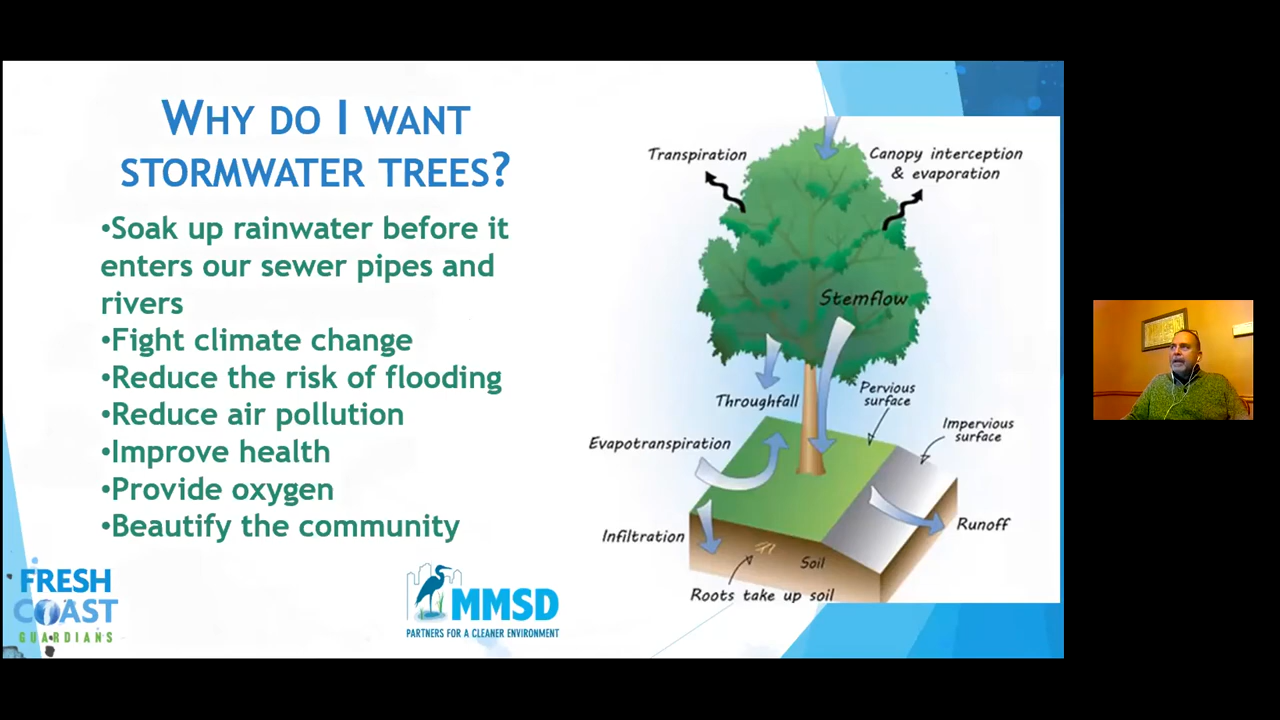 WHY DO I WANT
STORMWATER TREES?
•Soak up rainwater before it
enters our sewer pipes and
rivers
•Fight climate change
•Reduce the risk of flooding
•Reduce air pollution
•Improve health
•Provide oxygen
•Beautify the community
Transpiration
Canopy interception
& evaporation
Stemflow
Throughfall
Pervious
surface
Impervious
surface
Evapotranspiration
Infiltration
Runoff
Soil
Roots take up soil
FRESH
COAST
GUARDIANS
MMSD
PARTNERS FOR A CLEANER ENVIRONMENT